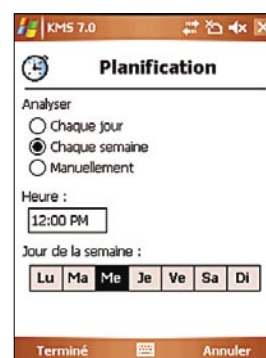 KMS 7.0
Planification
Analyser
Chaque jour
Chaque semaine
Manuellement
Heure :
12:00 PM
Jour de la semaine :
Lu Ma Me Je Ve Sa Di
Terminé Annuler